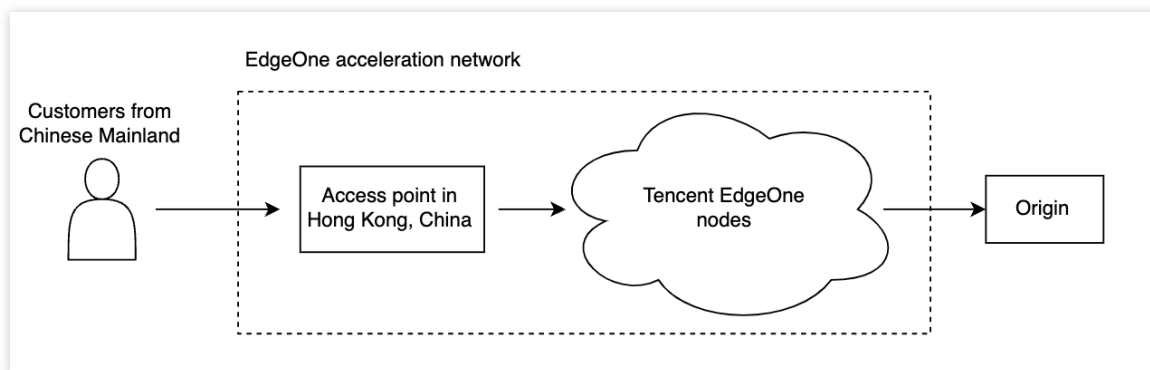 EdgeOne acceleration network
Customers from
Chinese Mainland
Access point in
Hong Kong, China
Tencent EdgeOne
nodes
Origin